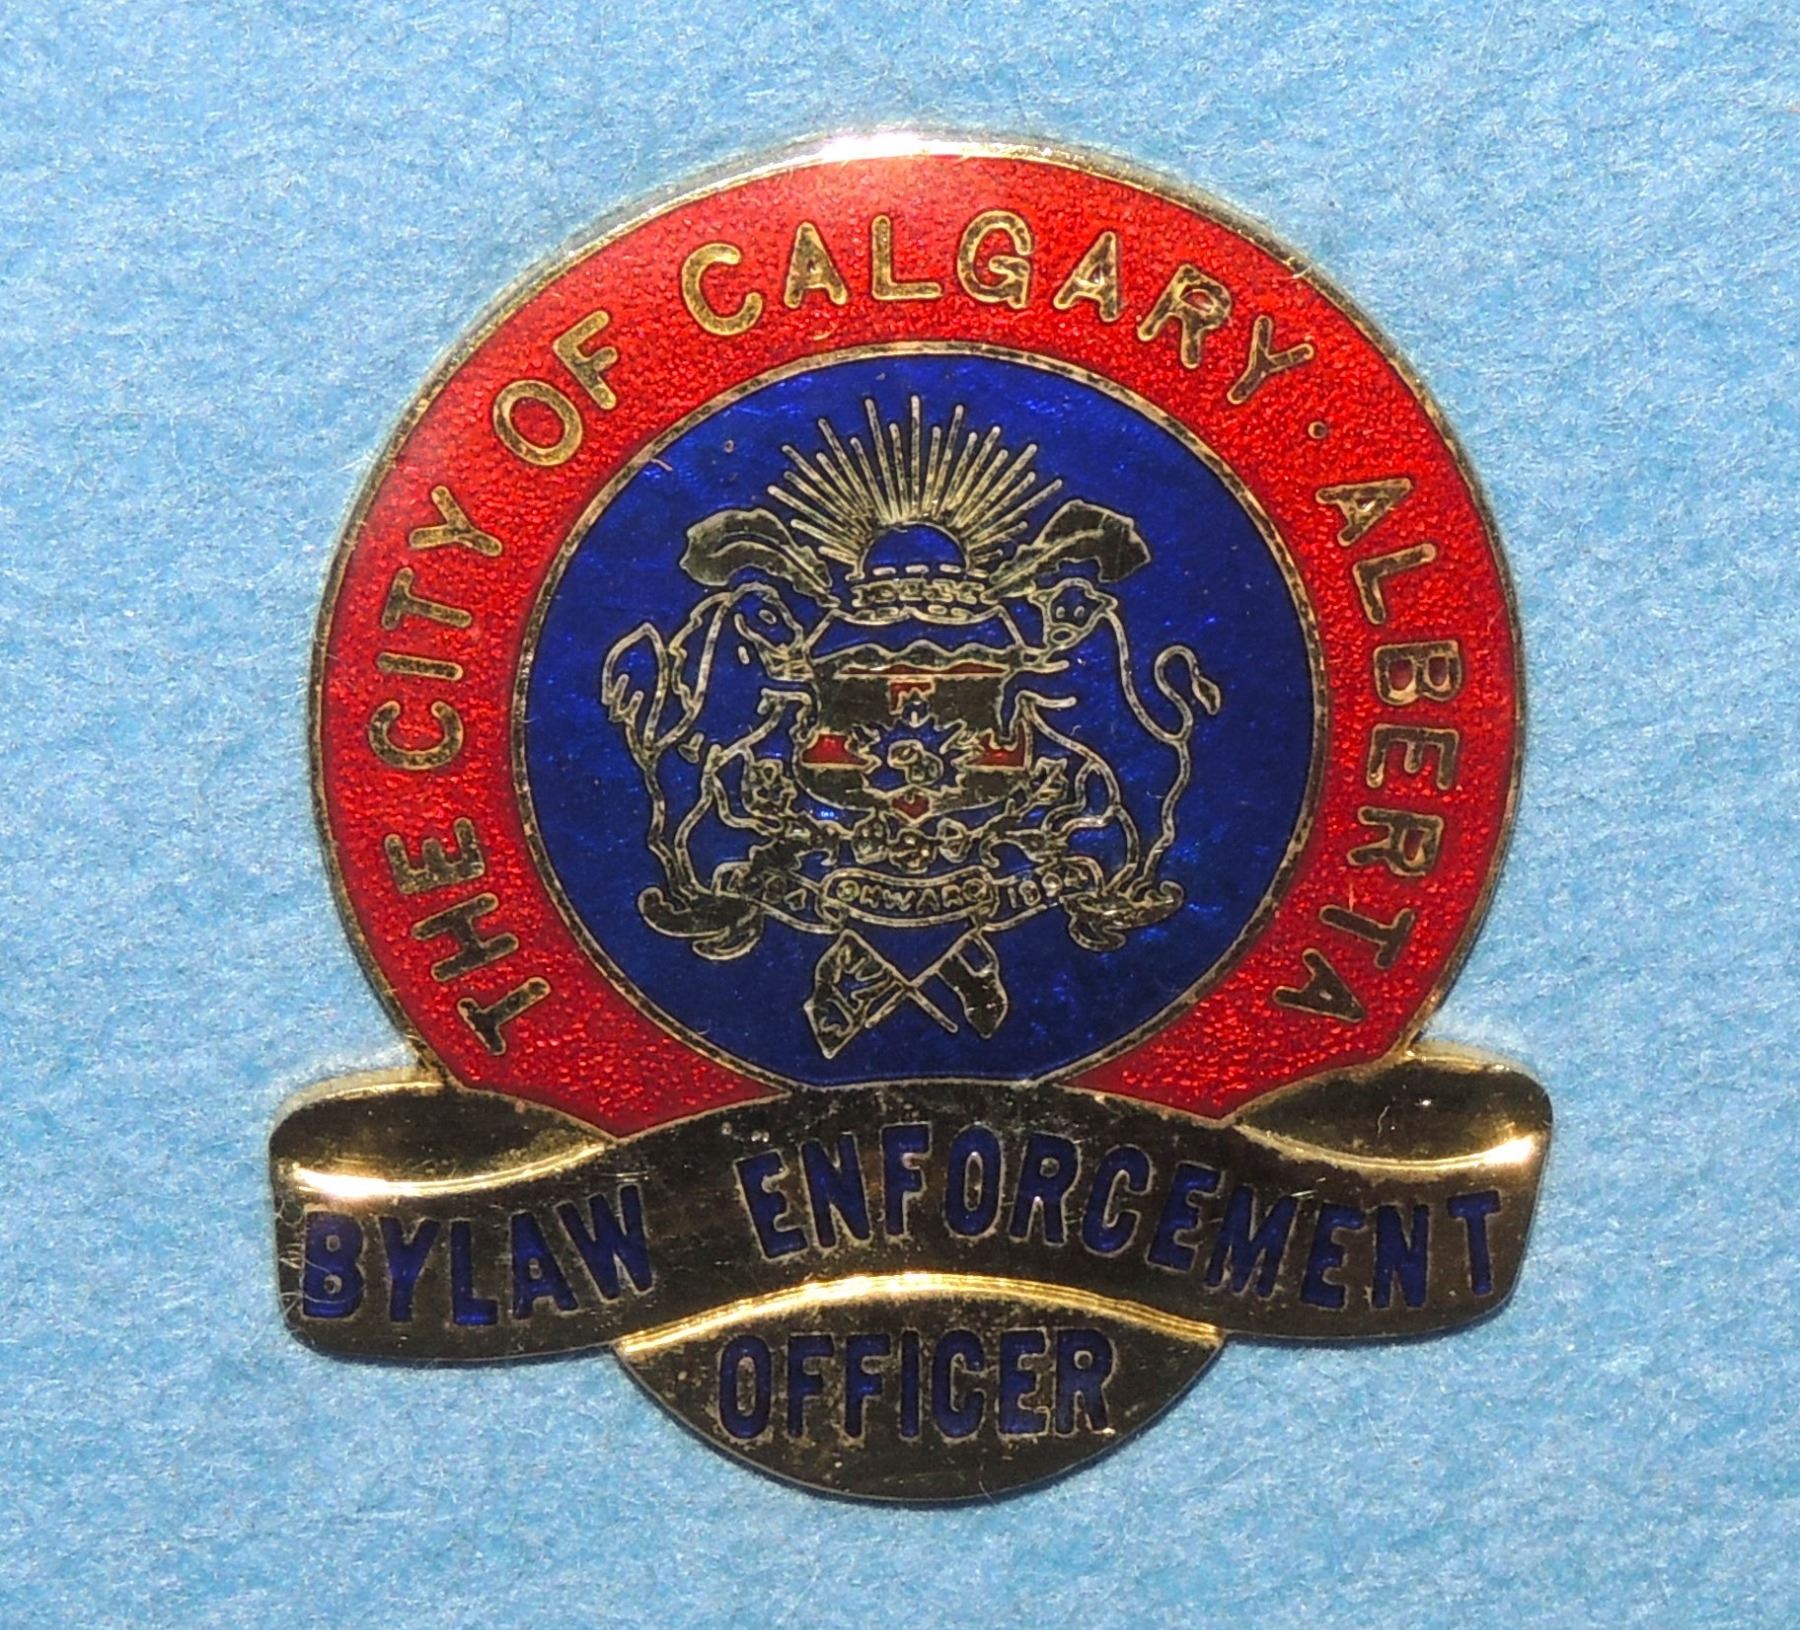 THE CITY OF CALGARY · ALBERTA
ONWARD
BYLAW ENFORCEMENT
OFFICER